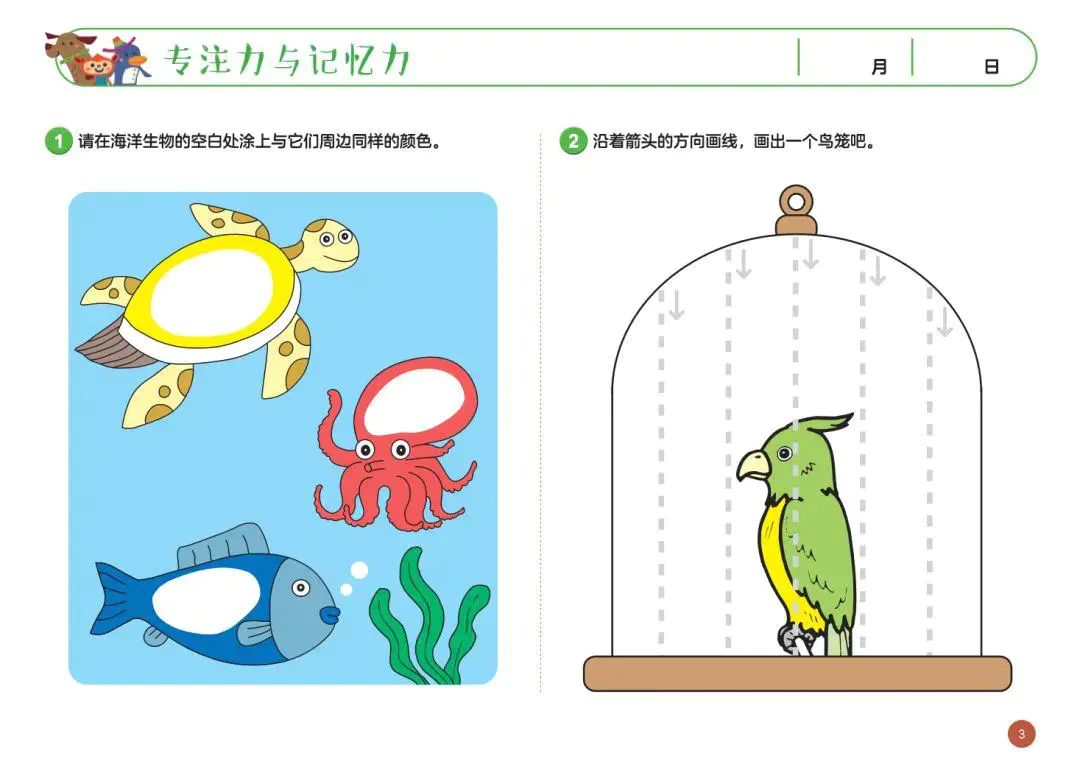 专注力与记忆力
月 日
1 请在海洋生物的空白处涂上与它们周边同样的颜色。
2 沿着箭头的方向画线，画出一个鸟笼吧。
3